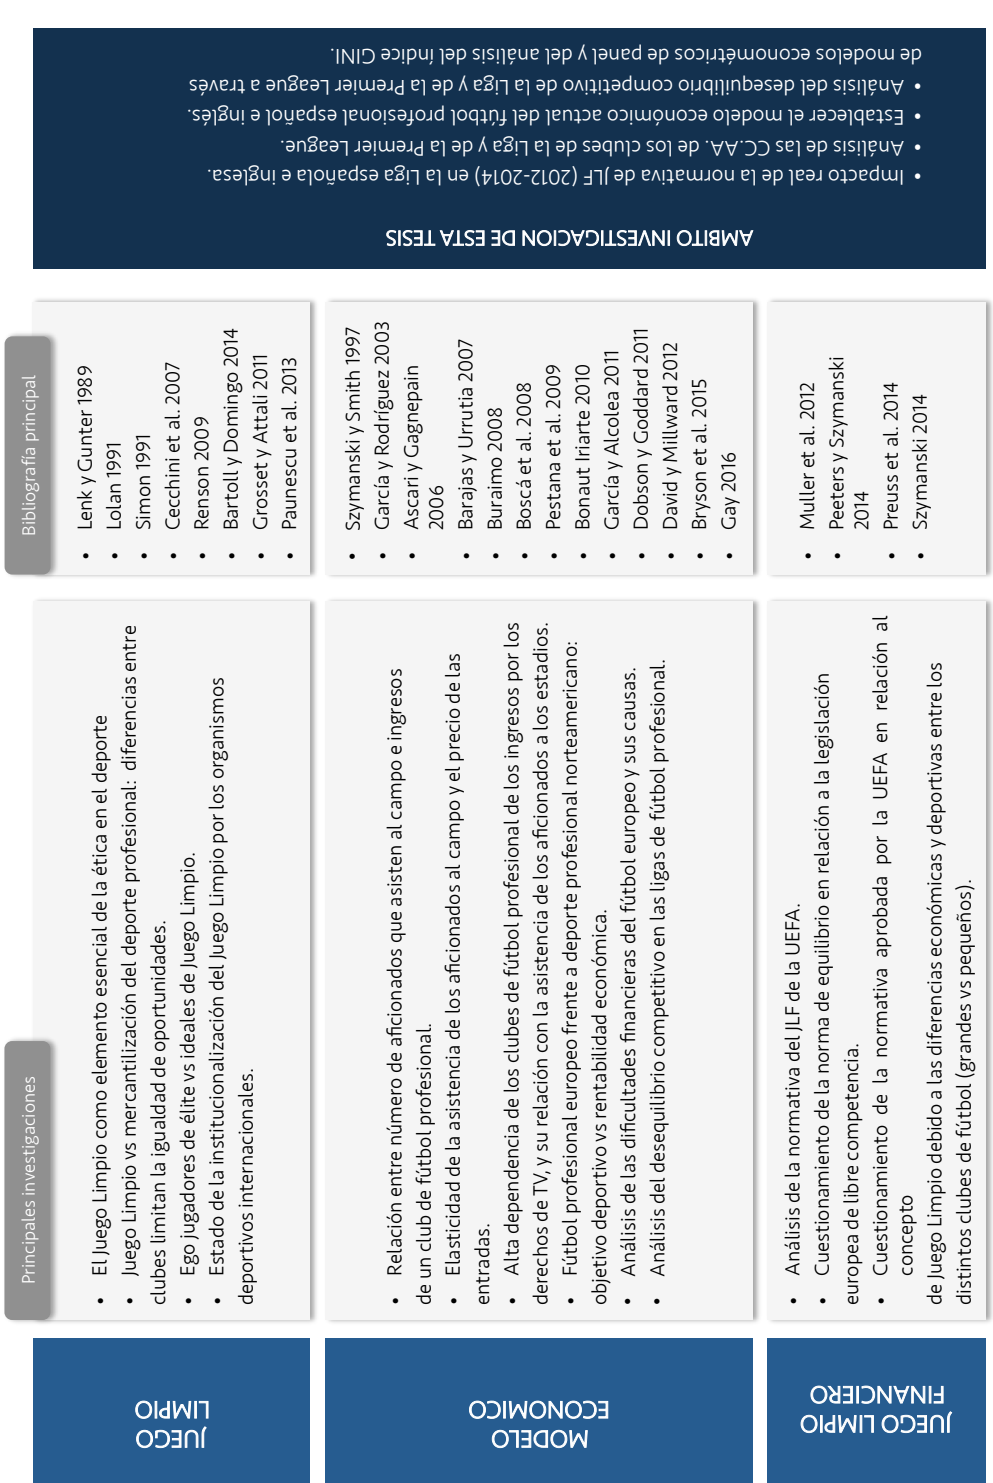 Principales investigaciones
Bibliografía principal
JUEGO
LIMPIO
• El Juego Limpio como elemento esencial de la ética en el deporte
• Juego Limpio vs mercantilización del deporte profesional: diferencias entre
clubes limitan la igualdad de oportunidades.
• Ego jugadores de élite vs ideales de Juego Limpio.
• Estado de la institucionalización del Juego Limpio por los organismos
deportivos internacionales.
• Lenk y Gunter 1989
• Lolan 1991
• Simon 1991
• Cecchini et al. 2007
• Renson 2009
• Bartoll y Domingo 2014
• Grosset y Attali 2011
• Paunescu et al. 2013
MODELO
ECONOMICO
• Relación entre número de aficionados que asisten al campo e ingresos
de un club de fútbol profesional.
• Elasticidad de la asistencia de los aficionados al campo y el precio de las
entradas.
• Alta dependencia de los clubes de fútbol profesional de los ingresos por los
derechos de TV, y su relación con la asistencia de los aficionados a los estadios.
• Fútbol profesional europeo frente a deporte profesional norteamericano:
objetivo deportivo vs rentabilidad económica.
• Análisis de las dificultades financieras del fútbol europeo y sus causas.
• Análisis del desequilibrio competitivo en las ligas de fútbol profesional.
• Szymanski y Smith 1997
• García y Rodríguez 2003
• Ascari y Gagnepain
2006
• Barajas y Urrutia 2007
• Buraimo 2008
• Boscá et al. 2008
• Pestana et al. 2009
• Bonaut Iriarte 2010
• García y Alcolea 2011
• Dobson y Goddard 2011
• David y Millward 2012
• Bryson et al. 2015
• Gay 2016
JUEGO LIMPIO
FINANCIERO
• Análisis de la normativa del JLF de la UEFA.
• Cuestionamiento de la norma de equilibrio en relación a la legislación
europea de libre competencia.
• Cuestionamiento de la normativa aprobada por la UEFA en relación al
concepto
de Juego Limpio debido a las diferencias económicas y deportivas entre los
distintos clubes de fútbol (grandes vs pequeños).
• Muller et al. 2012
• Peeters y Szymanski
2014
• Preuss et al. 2014
• Szymanski 2014
AMBITO INVESTIGACION DE ESTA TESIS
• Impacto real de la normativa de JLF (2012-2014) en la Liga española e inglesa.
• Análisis de las CC.AA. de los clubes de la Liga y de la Premier League.
• Establecer el modelo económico actual del fútbol profesional español e inglés.
• Análisis del desequilibrio competitivo de la Liga y de la Premier League a través
de modelos econométricos de panel y del análisis del índice GINI.